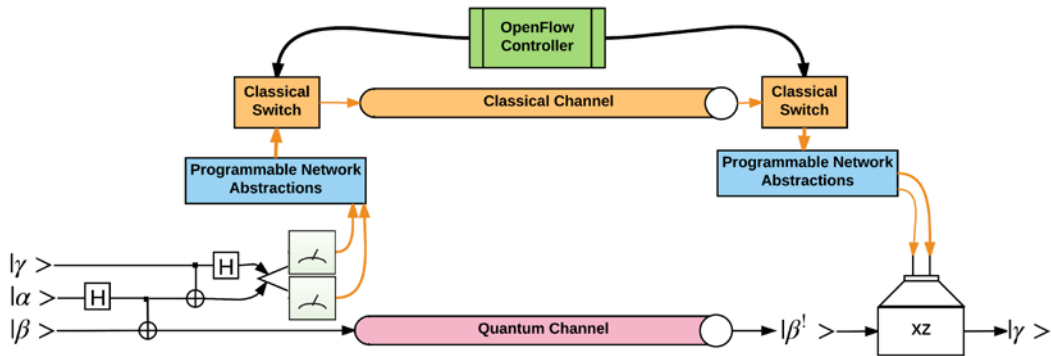 OpenFlow
Controller
Classical
Switch
Classical Channel
Classical
Switch
Programmable Network
Abstractions
Programmable Network
Abstractions
|γ >
H
|α >
H
|β >
Quantum Channel
|β! >
XZ
|γ >